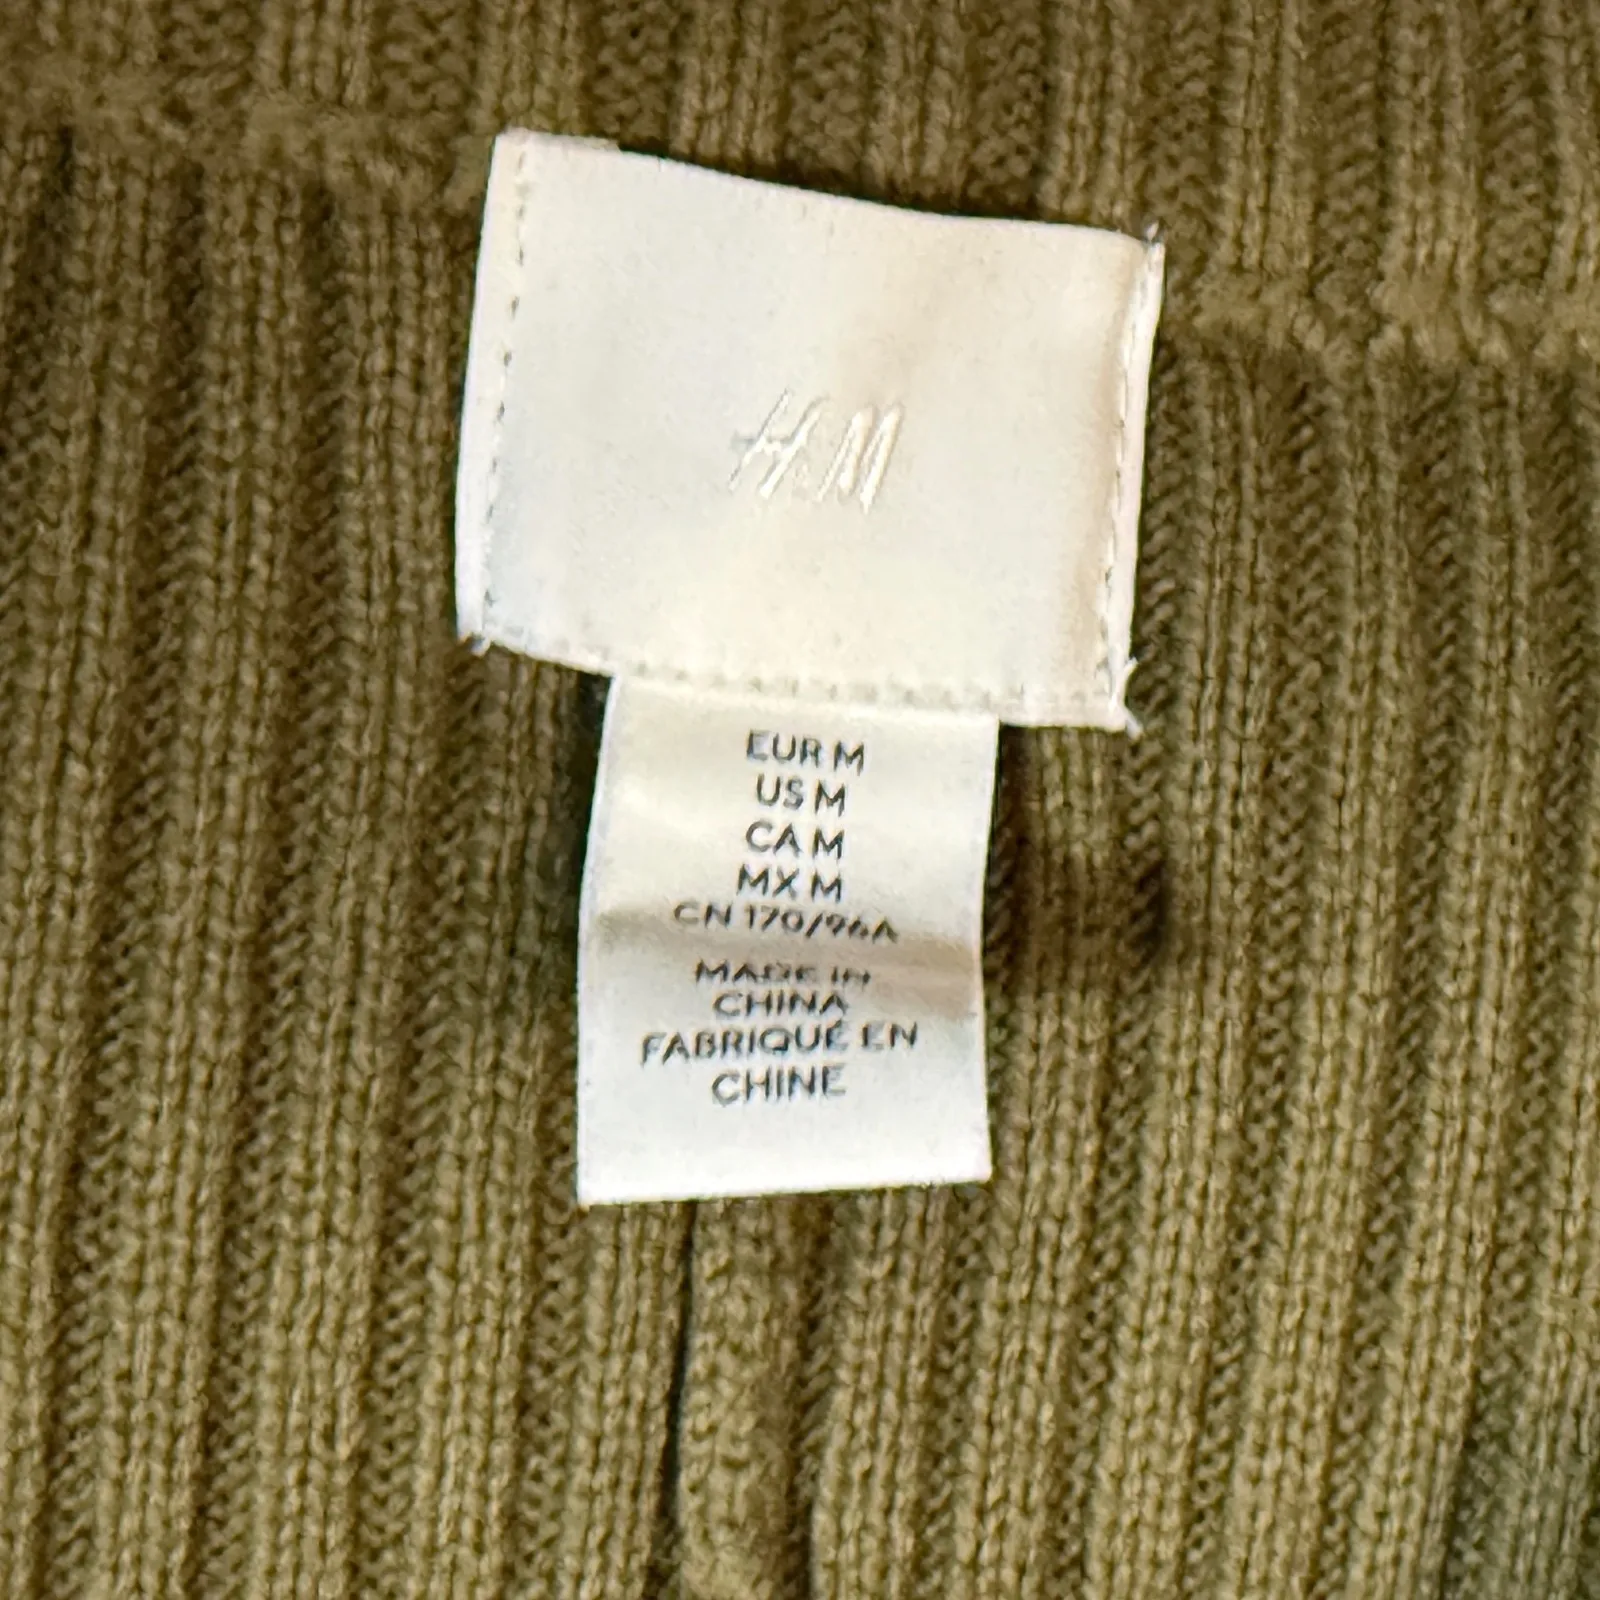 H&M
EUR M
US M
CA M
MX M
CN 170/96A
MADE IN
CHINA
FABRIQUÉ EN
CHINE